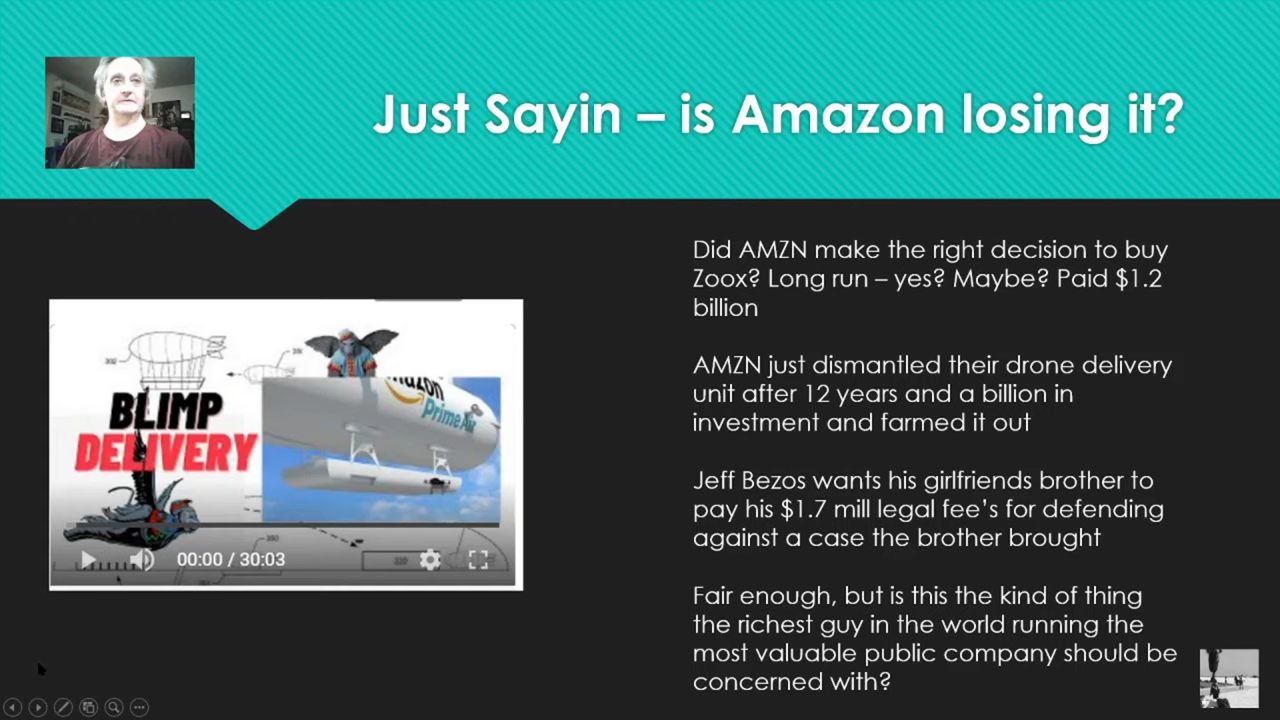 Just Sayin – is Amazon losing it?
Did AMZN make the right decision to buy
Zoox? Long run – yes? Maybe? Paid $1.2
billion
AMZN just dismantled their drone delivery
unit after 12 years and a billion in
investment and farmed it out
Jeff Bezos wants his girlfriends brother to
pay his $1.7 mill legal fee’s for defending
against a case the brother brought
Fair enough, but is this the kind of thing
the richest guy in the world running the
most valuable public company should be
concerned with?
BLIMP
DELIVERY
amazon
Prime Air
00:00 / 30:03